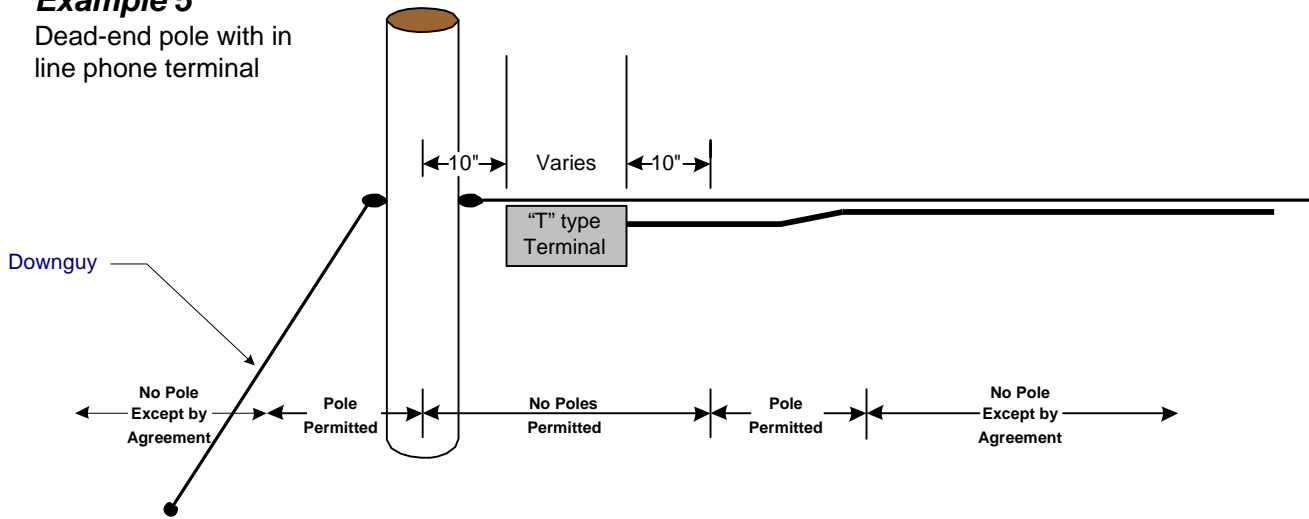 Example 5
Dead-end pole with in
line phone terminal
10"
Varies
10"
"T" type
Terminal
Downguy
No Pole
Except by
Agreement
Pole
Permitted
No Poles
Permitted
Pole
Permitted
No Pole
Except by
Agreement